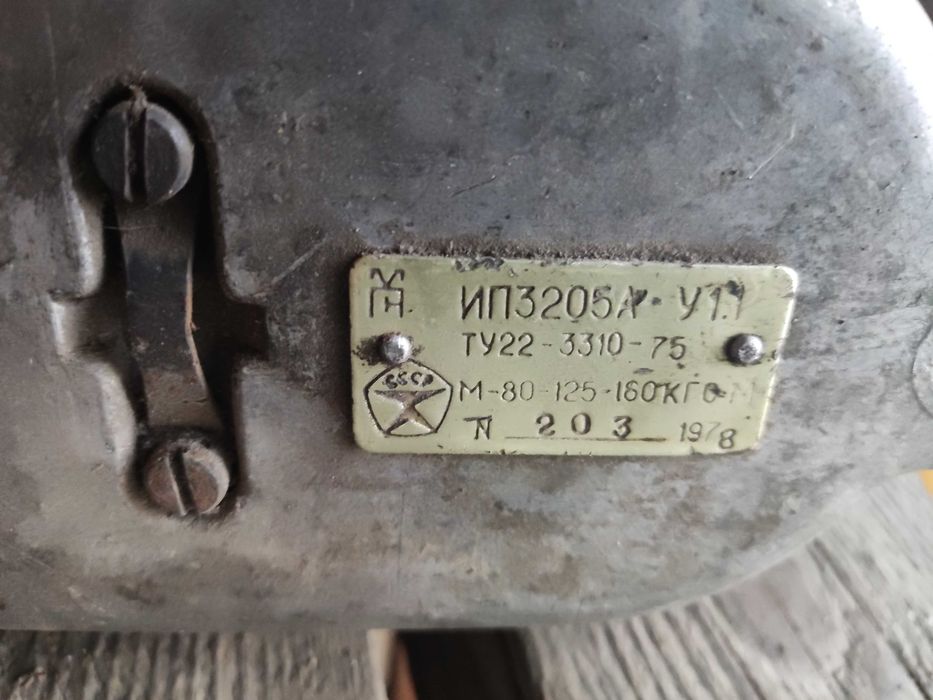 ИП3205А У1.1
ТУ22-3310-75
СССР
М-80-125-160КГС·М
№ 203 1978